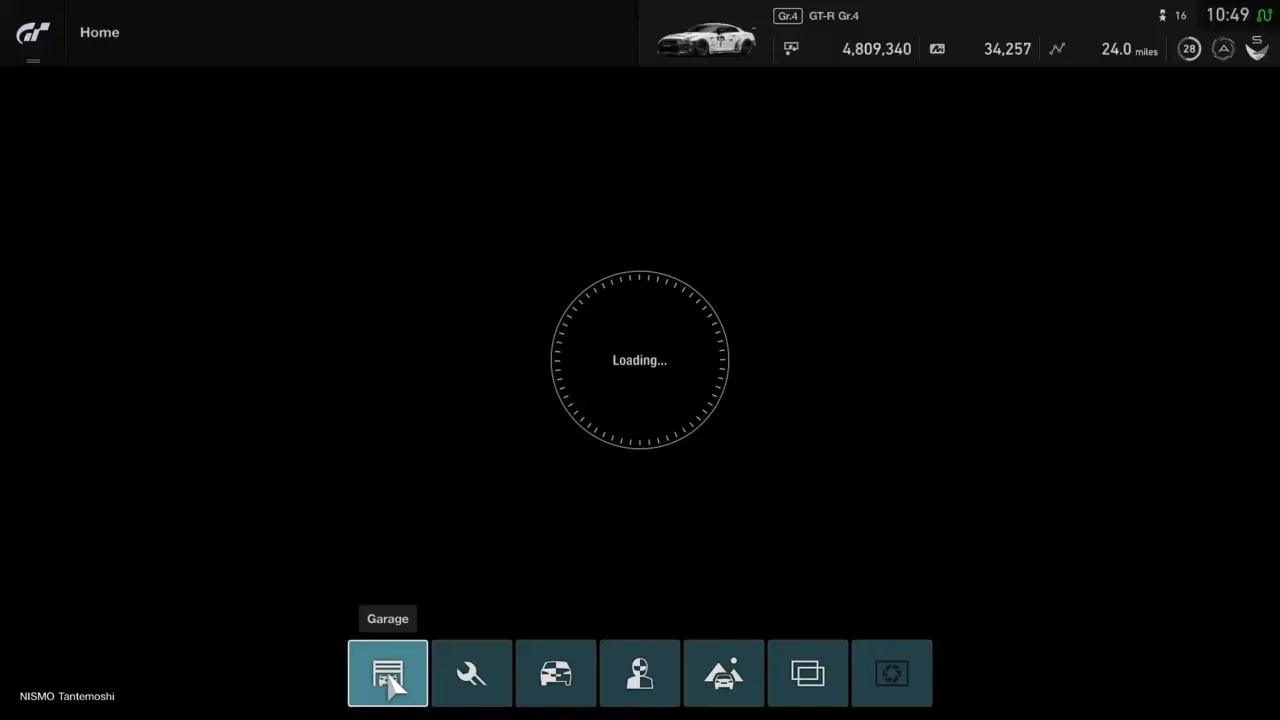 Home
Gr.4 GT-R Gr.4
16 10:49
4,809,340 34,257 24.0 miles 28 A S
Loading...
Garage
NISMO Tantemoshi